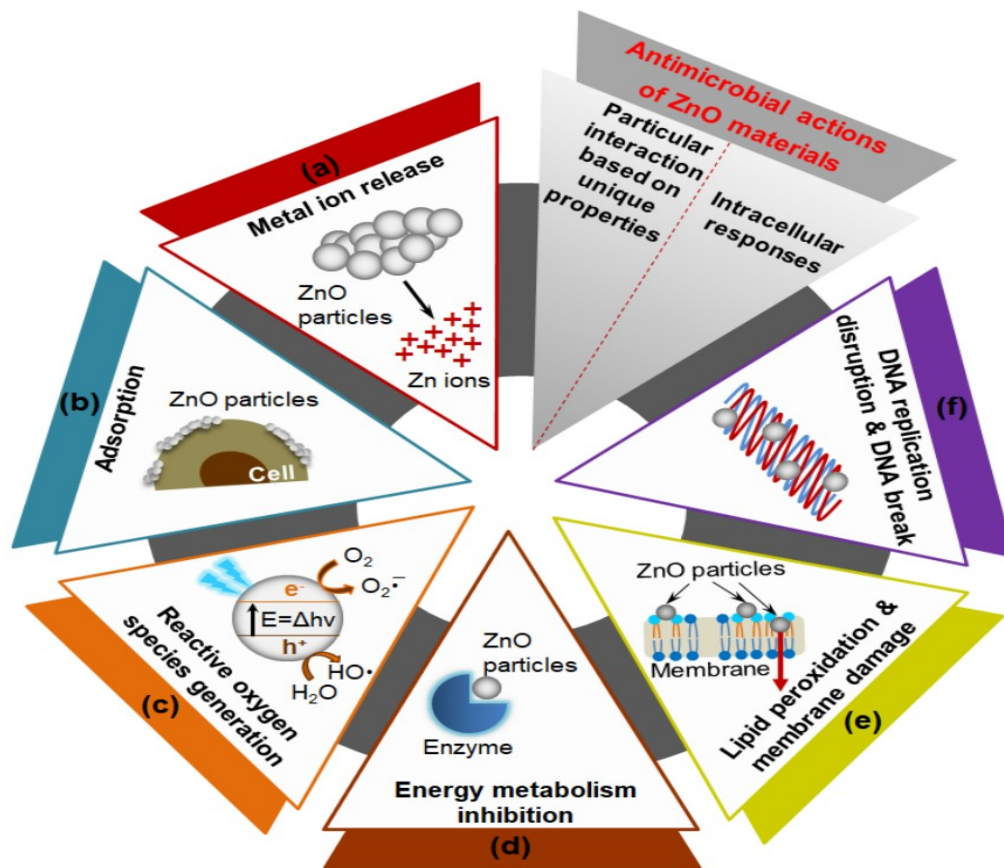 Antimicrobial actions
of ZnO materials
Particular
interaction
based on
unique
properties
Intracellular
responses
(a)
Metal ion release
ZnO
particles
Zn ions
(b)
Adsorption
ZnO particles
Cell
(c)
Reactive oxygen
species generation
O₂
O₂•⁻
e⁻
E=Δhv
h⁺
HO•
H₂O
ZnO
particles
Enzyme
Energy metabolism
inhibition
(d)
ZnO particles
Membrane
Lipid peroxidation &
membrane damage
(e)
DNA replication
disruption & DNA break
(f)